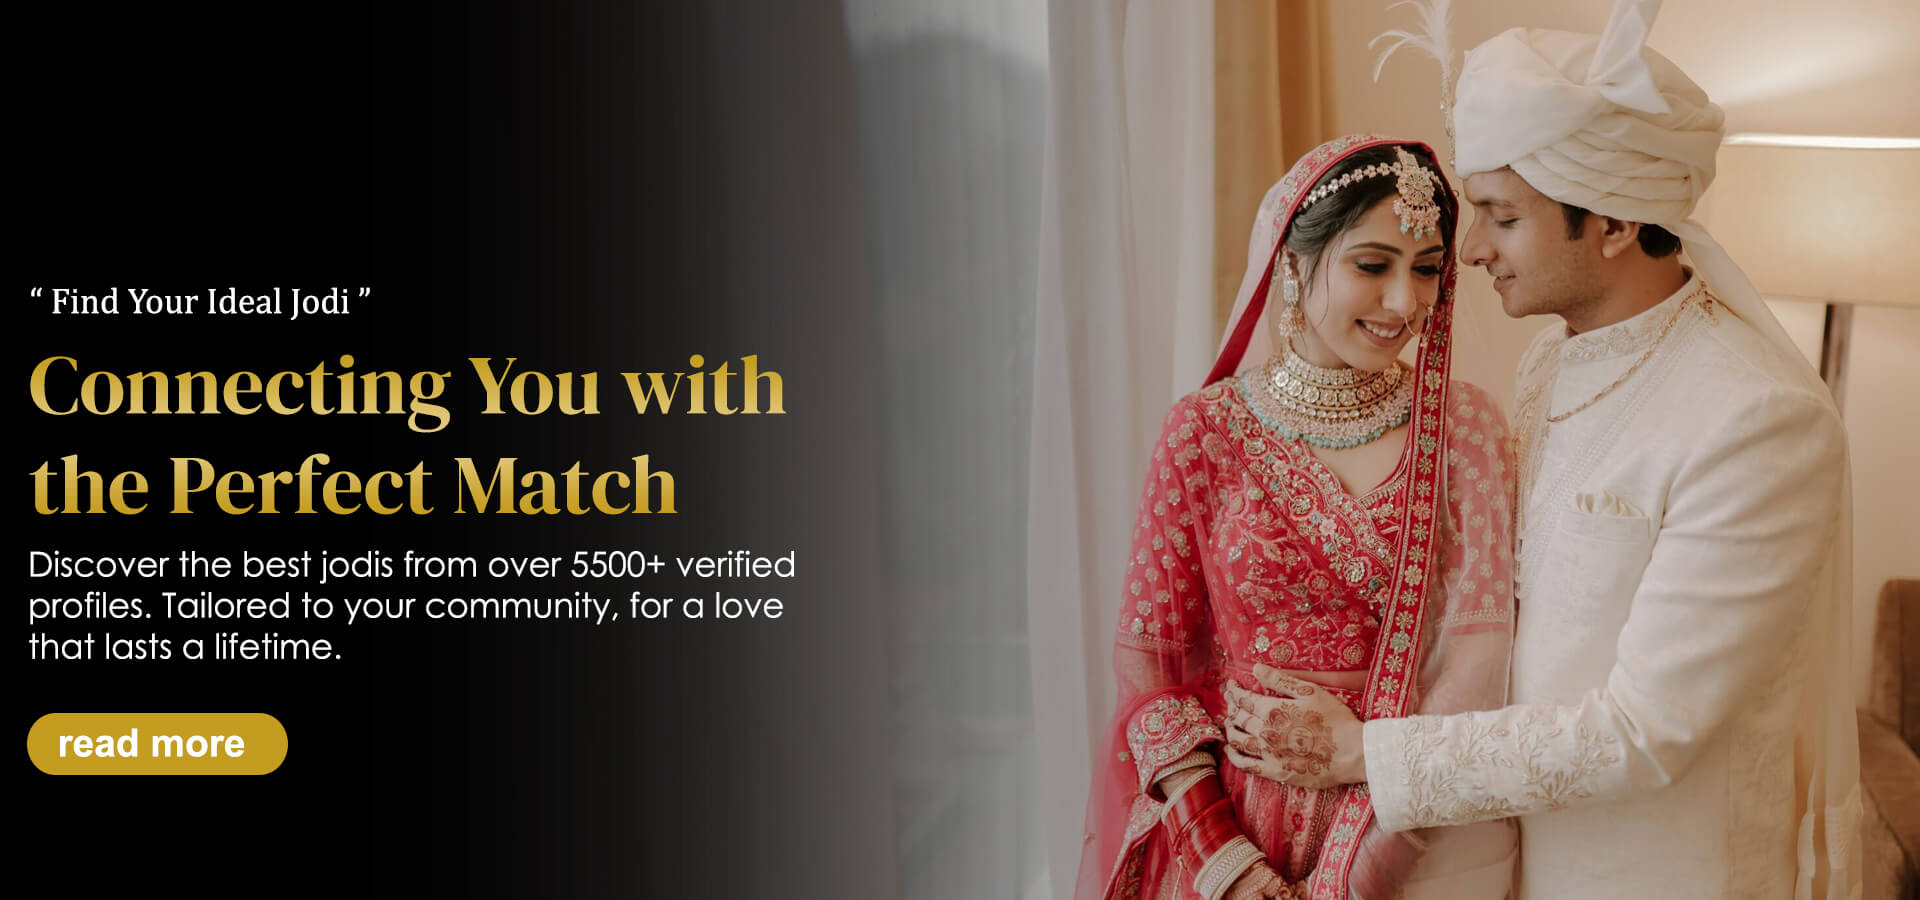 “ Find Your Ideal Jodi ”
Connecting You with
the Perfect Match
Discover the best jodis from over 5500+ verified
profiles. Tailored to your community, for a love
that lasts a lifetime.
read more